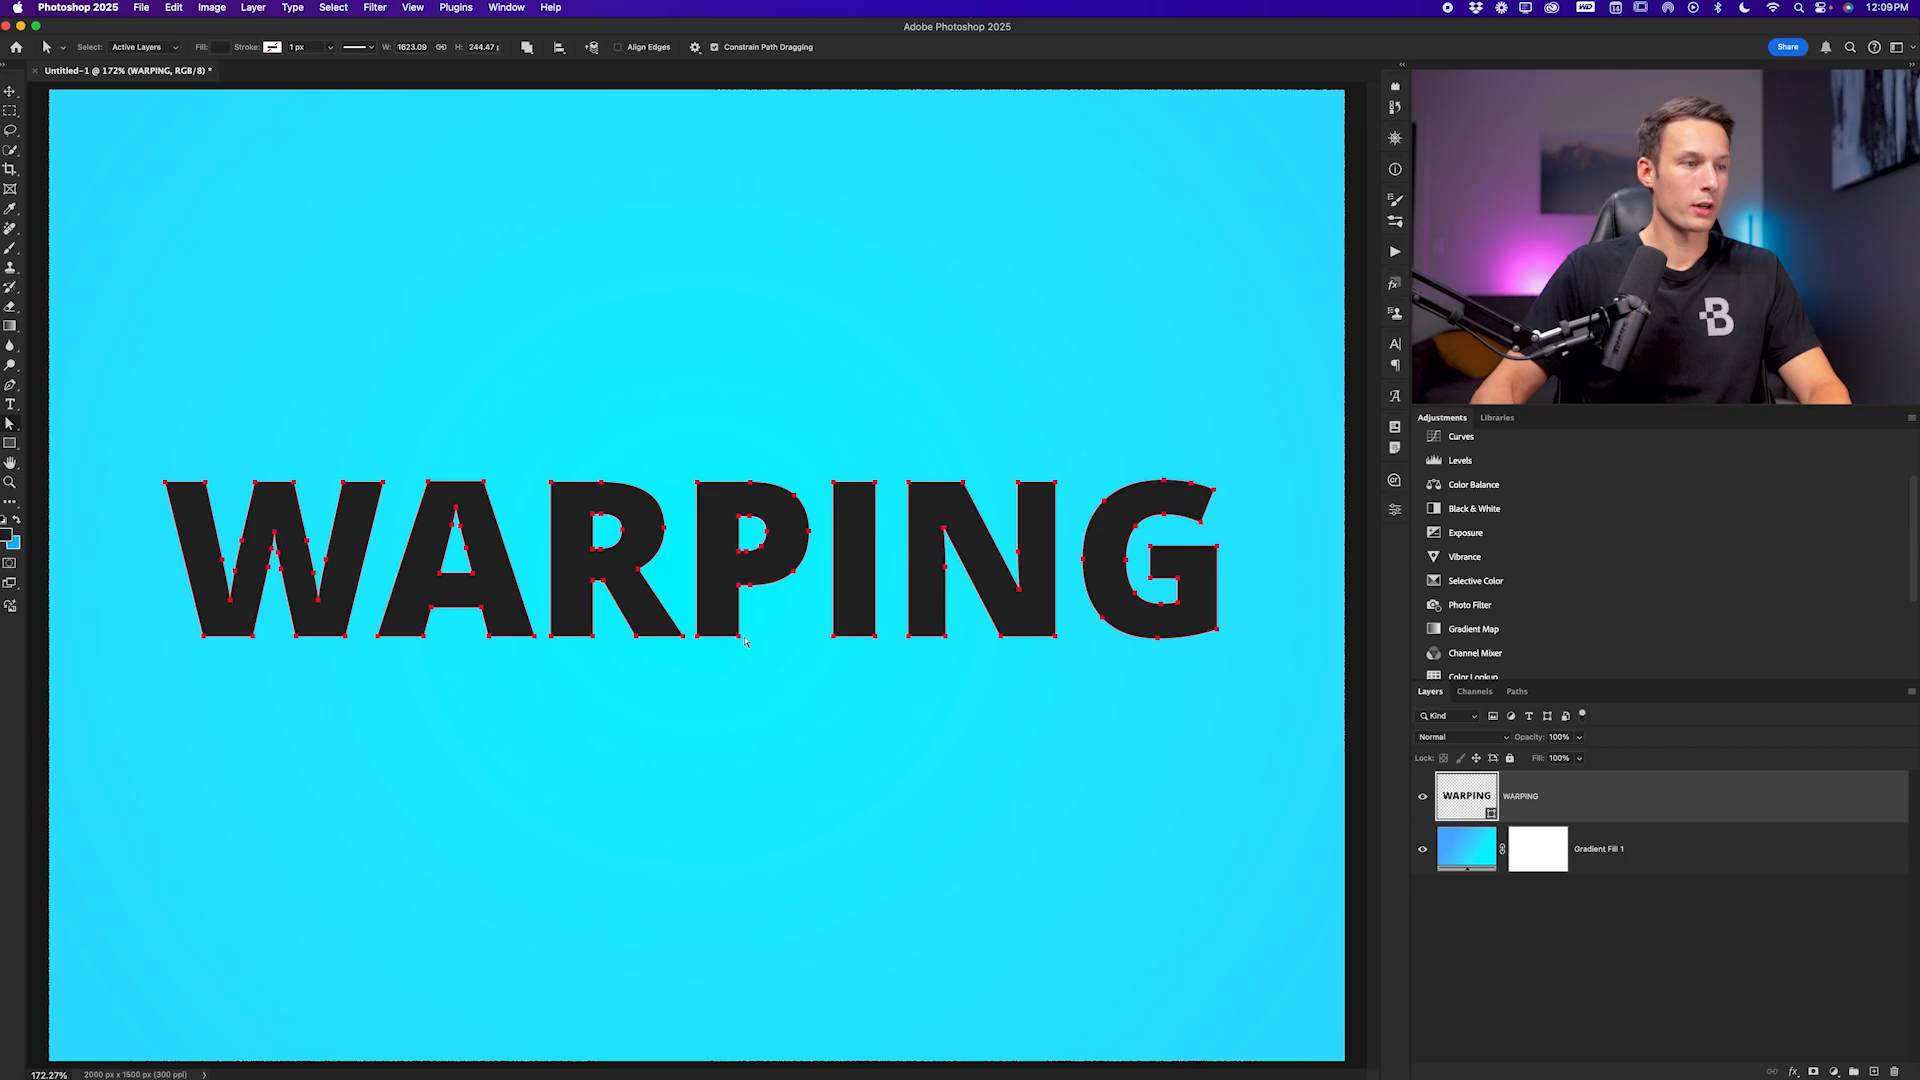 Photoshop 2025 File Edit Image Layer Type Select Filter View Plugins Window Help 12:09PM
Adobe Photoshop 2025
Select: Active Layers Fill: Stroke: 1 px W: 1623.09 H: 244.47 Align Edges Constrain Path Dragging Share
Untitled-1 @ 172% (WARPING, RGB/8) *
WARPING
B
Adjustments Libraries
Curves
Levels
Color Balance
Black & White
Exposure
Vibrance
Selective Color
Photo Filter
Gradient Map
Channel Mixer
Color Lookup
Layers Channels Paths
Kind
Normal Opacity: 100%
Lock: Fill: 100%
WARPING WARPING
Gradient Fill 1
172.27% 2000 px x 1500 px (300 ppi)